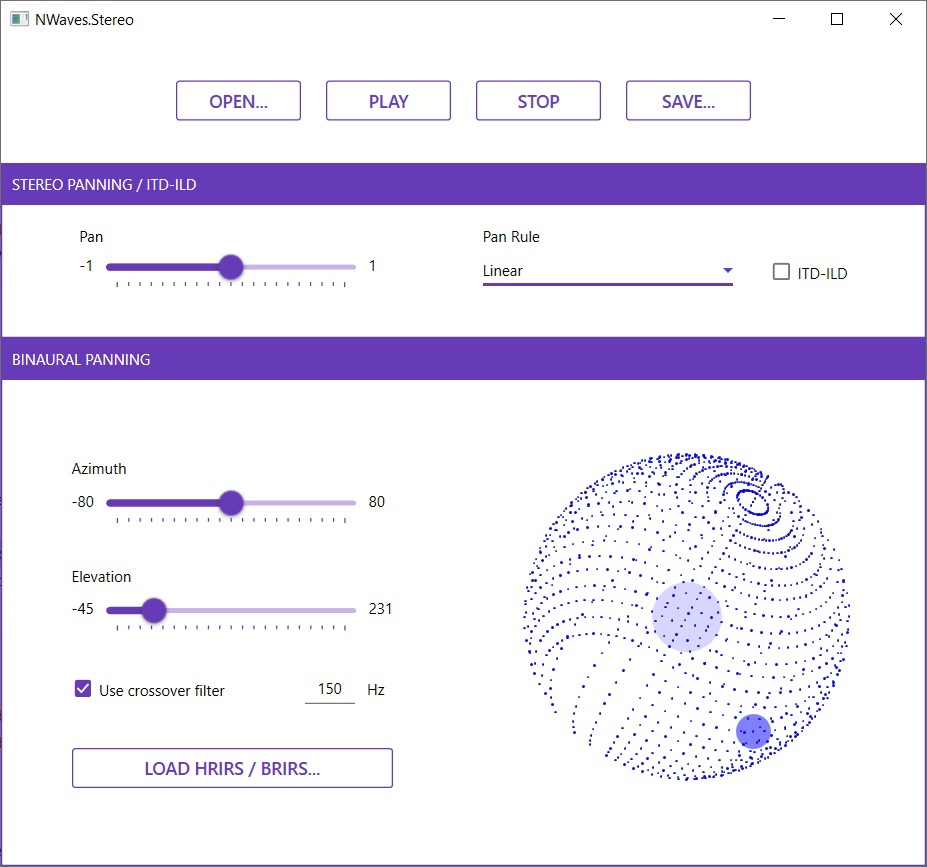 NWaves.Stereo
OPEN... PLAY STOP SAVE...
STEREO PANNING / ITD-ILD
Pan Pan Rule
-1 1 Linear ITD-ILD
BINAURAL PANNING
Azimuth
-80 80
Elevation
-45 231
Use crossover filter 150 Hz
LOAD HRIRS / BRIRS...